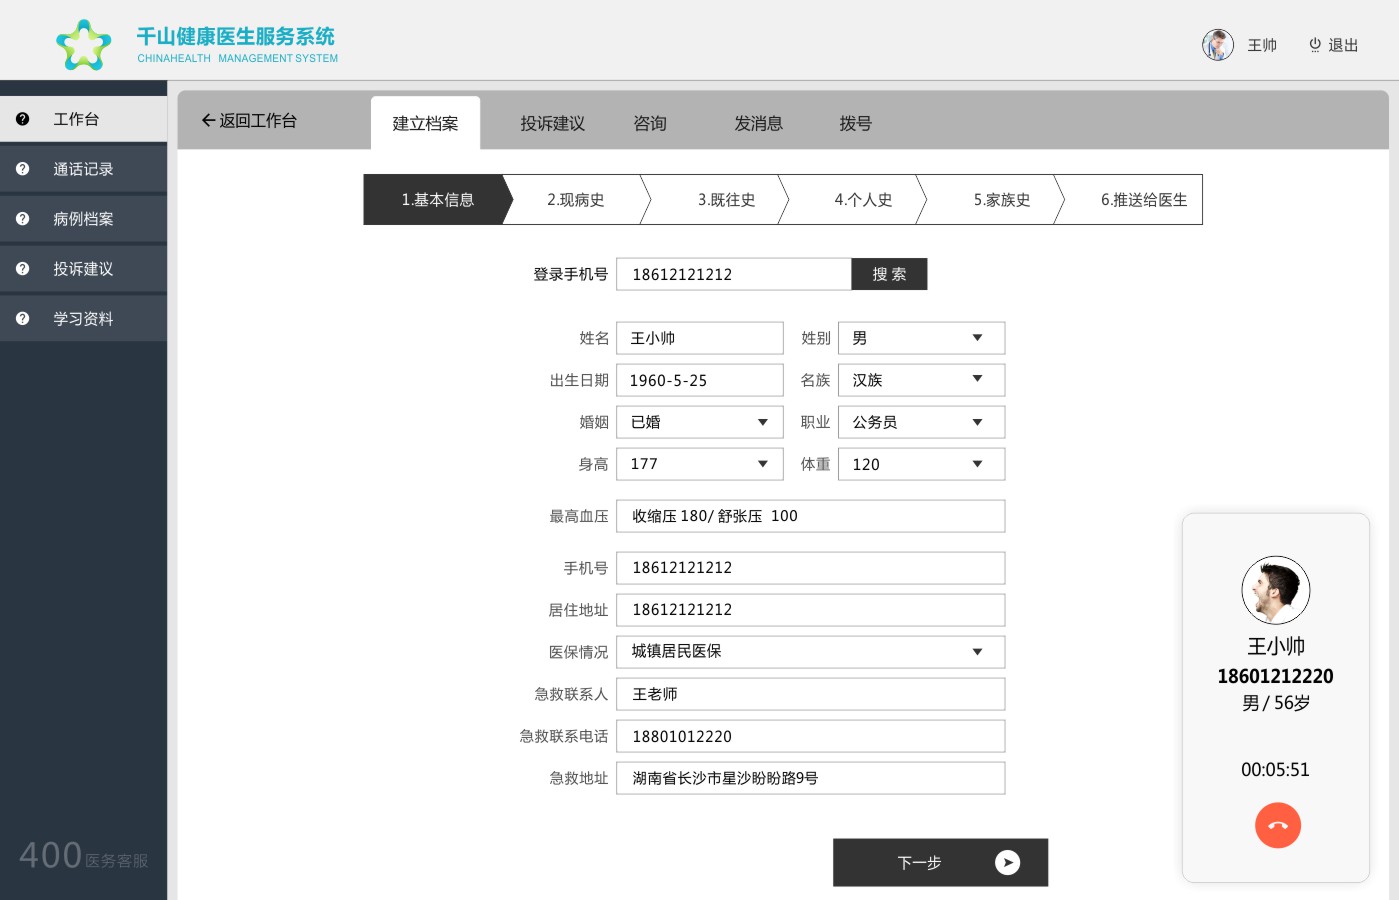 千山健康医生服务系统
CHINAHEALTH MANAGEMENT SYSTEM
王帅
退出
工作台
通话记录
病例档案
投诉建议
学习资料
400医务客服
返回工作台
建立档案
投诉建议
咨询
发消息
拨号
1.基本信息
2.现病史
3.既往史
4.个人史
5.家族史
6.推送给医生
登录手机号 18612121212 搜 索
姓名 王小帅 姓别 男
出生日期 1960-5-25 名族 汉族
婚姻 已婚 职业 公务员
身高 177 体重 120
最高血压 收缩压 180/ 舒张压 100
手机号 18612121212
居住地址 18612121212
医保情况 城镇居民医保
急救联系人 王老师
急救联系电话 18801012220
急救地址 湖南省长沙市星沙盼盼路9号
下一步
王小帅
18601212220
男 / 56岁
00:05:51